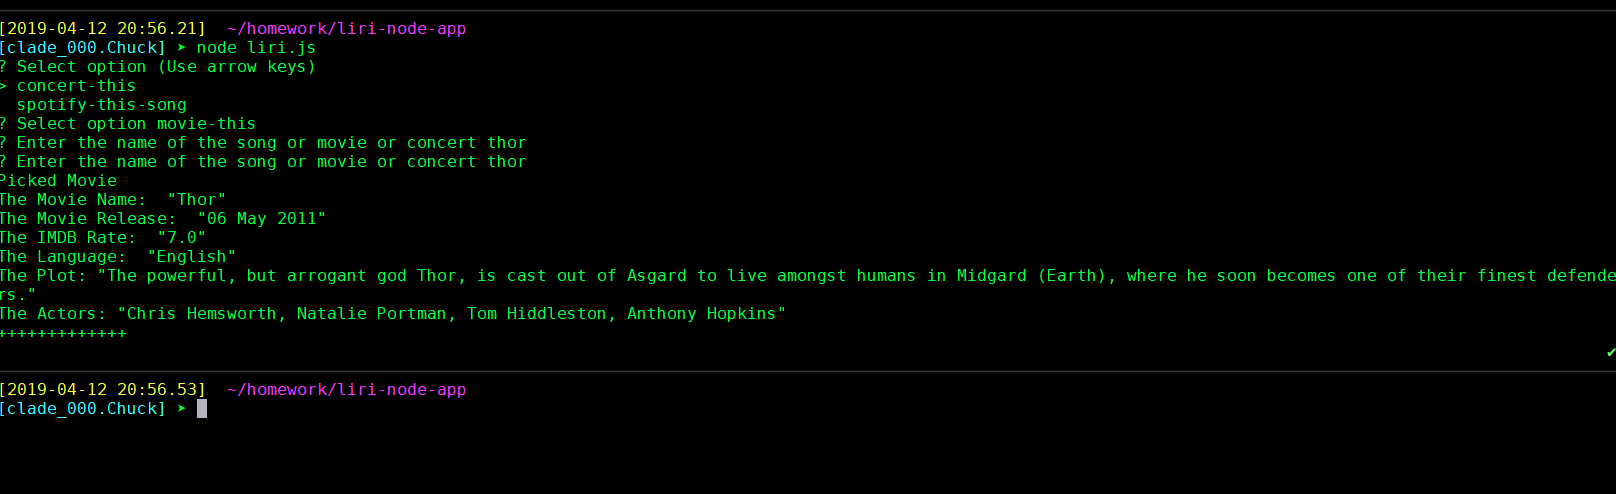 [2019-04-12 20:56.21]  ~/homework/liri-node-app
[clade_000.Chuck] ➤ node liri.js
? Select option (Use arrow keys)
> concert-this
  spotify-this-song
? Select option movie-this
? Enter the name of the song or movie or concert thor
? Enter the name of the song or movie or concert thor
Picked Movie
The Movie Name:  "Thor"
The Movie Release:  "06 May 2011"
The IMDB Rate:  "7.0"
The Language:  "English"
The Plot: "The powerful, but arrogant god Thor, is cast out of Asgard to live amongst humans in Midgard (Earth), where he soon becomes one of their finest defende
rs."
The Actors: "Chris Hemsworth, Natalie Portman, Tom Hiddleston, Anthony Hopkins"
+++++++++++++
✔
[2019-04-12 20:56.53]  ~/homework/liri-node-app
[clade_000.Chuck] ➤